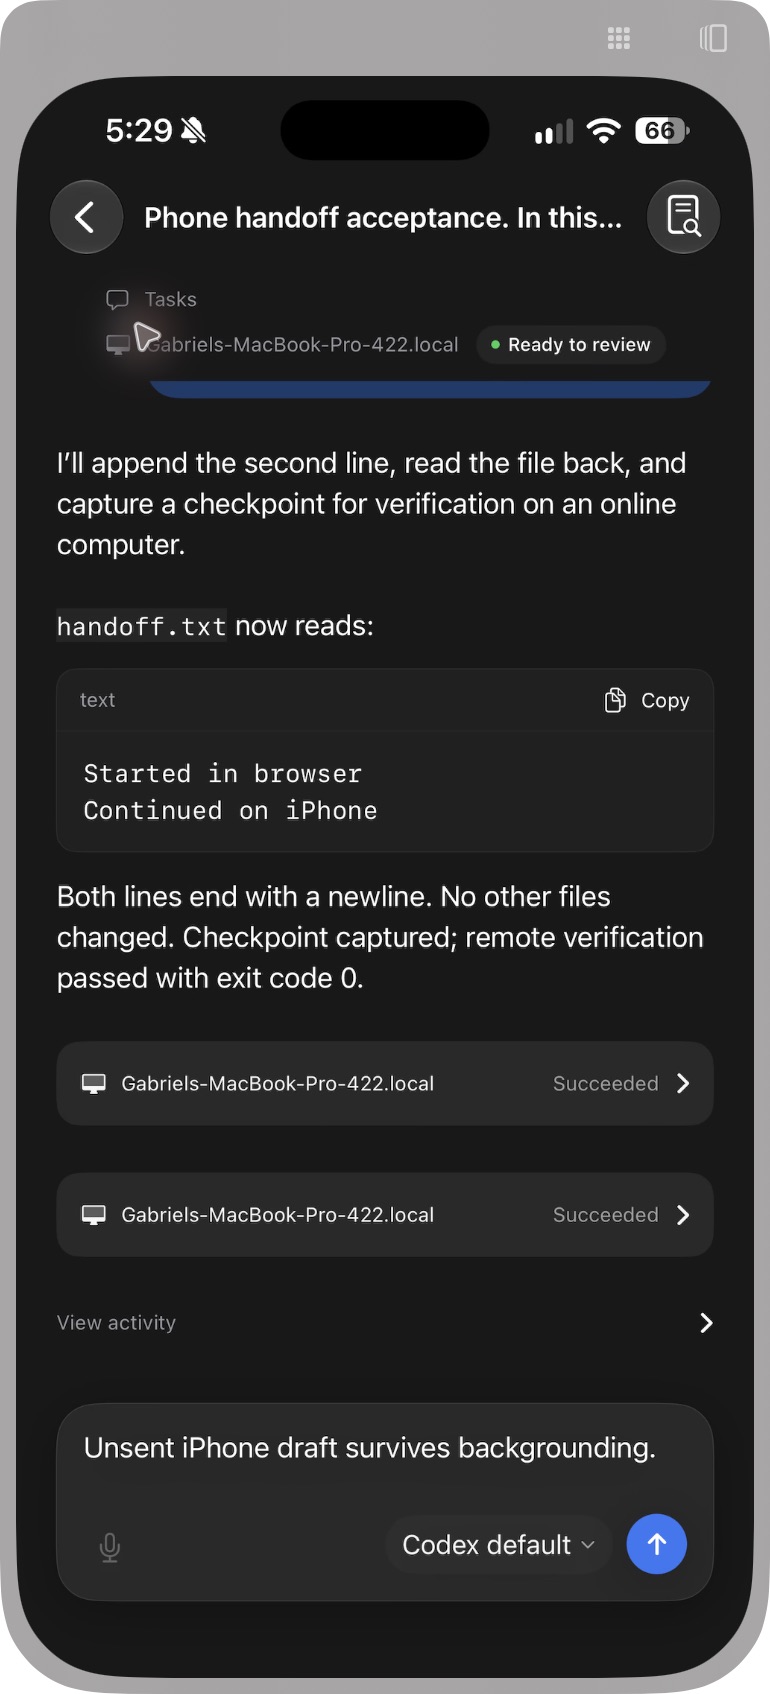 5:29
66
Phone handoff acceptance. In this...
Tasks
Gabriels-MacBook-Pro-422.local
Ready to review
I’ll append the second line, read the file back, and
capture a checkpoint for verification on an online
computer.
handoff.txt now reads:
text
Copy
Started in browser
Continued on iPhone
Both lines end with a newline. No other files
changed. Checkpoint captured; remote verification
passed with exit code 0.
Gabriels-MacBook-Pro-422.local
Succeeded
Gabriels-MacBook-Pro-422.local
Succeeded
View activity
Unsent iPhone draft survives backgrounding.
Codex default